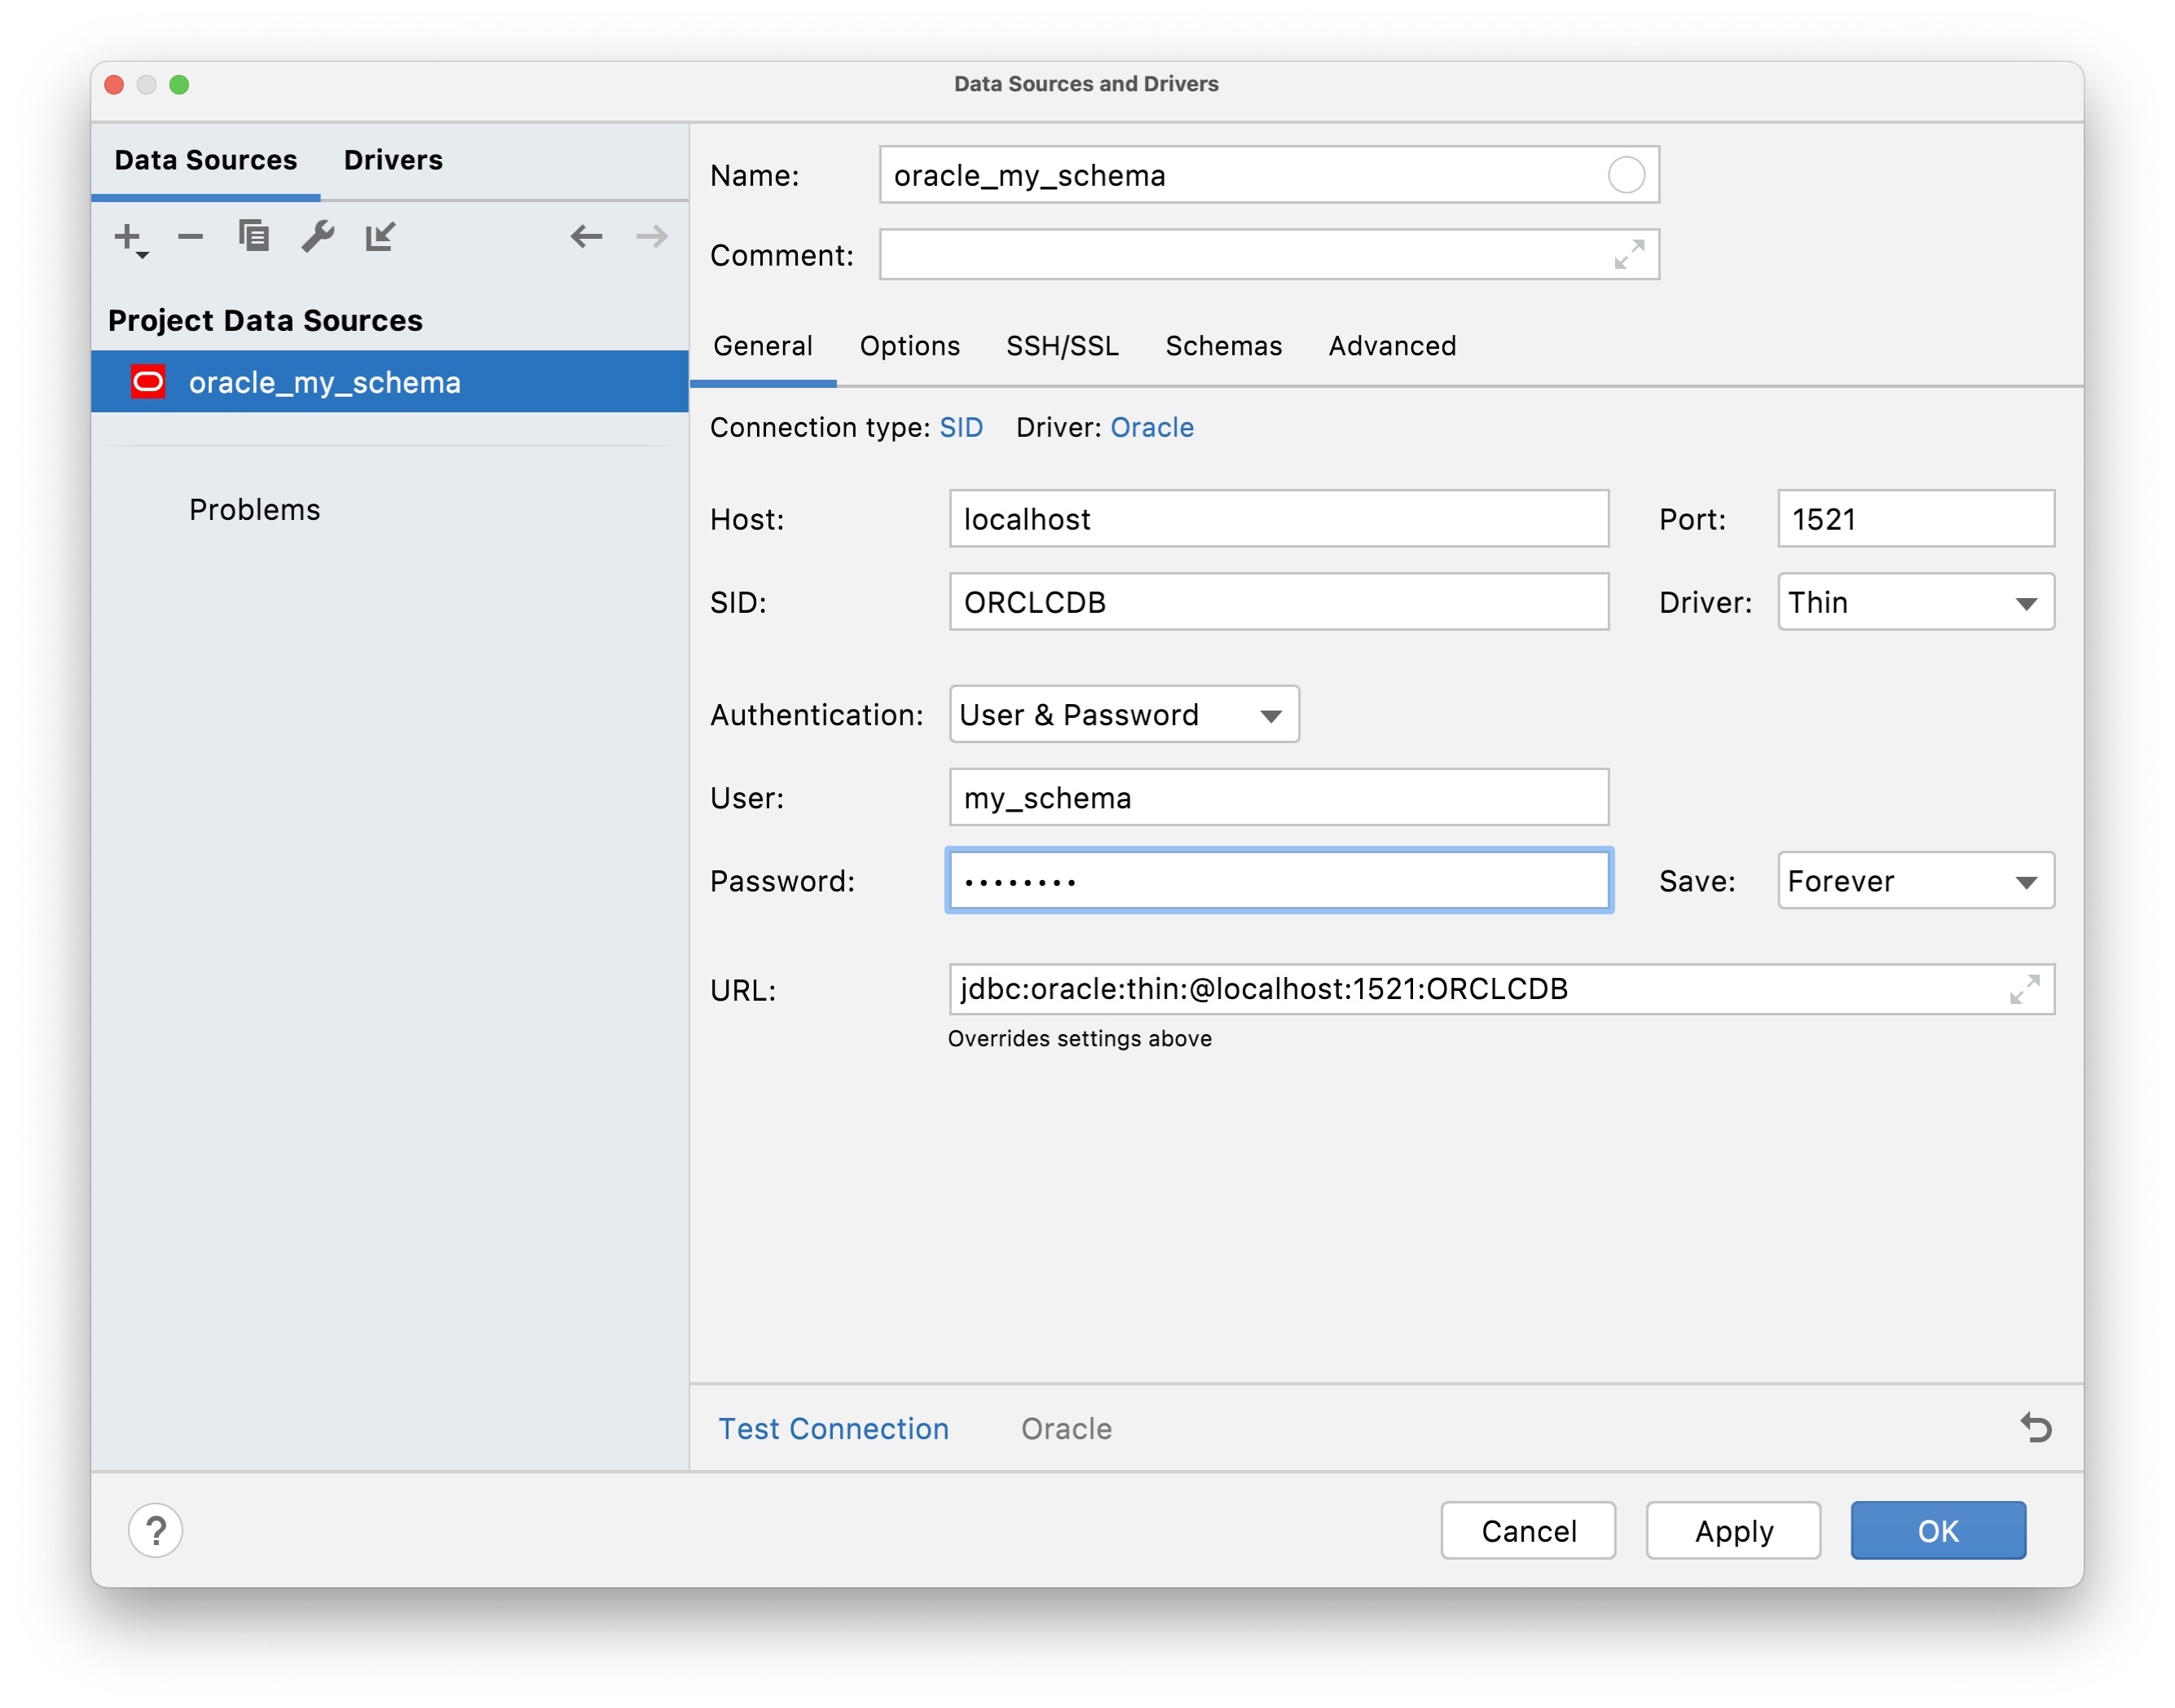 Data Sources and Drivers
Data Sources Drivers
Project Data Sources
oracle_my_schema
Problems
Name: oracle_my_schema
Comment:
General Options SSH/SSL Schemas Advanced
Connection type: SID Driver: Oracle
Host: localhost Port: 1521
SID: ORCLCDB Driver: Thin
Authentication: User & Password
User: my_schema
Password: •••••••• Save: Forever
URL: jdbc:oracle:thin:@localhost:1521:ORCLCDB
Overrides settings above
Test Connection Oracle
? Cancel Apply OK